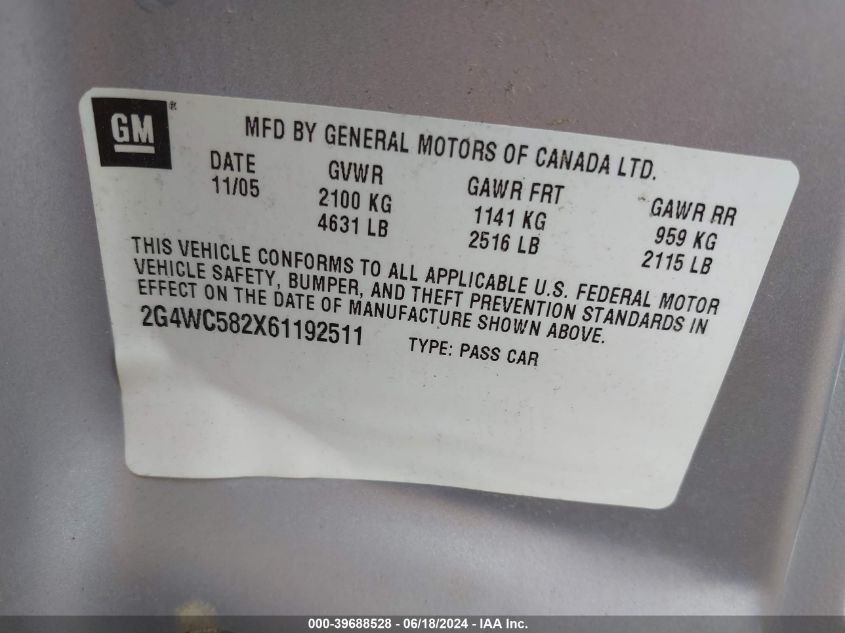 GM®
MFD BY GENERAL MOTORS OF CANADA LTD.
DATE GVWR GAWR FRT GAWR RR
11/05 2100 KG 1141 KG 959 KG
4631 LB 2516 LB 2115 LB
THIS VEHICLE CONFORMS TO ALL APPLICABLE U.S. FEDERAL MOTOR
VEHICLE SAFETY, BUMPER, AND THEFT PREVENTION STANDARDS IN
EFFECT ON THE DATE OF MANUFACTURE SHOWN ABOVE.
2G4WC582X61192511 TYPE: PASS CAR
000-39688528 - 06/18/2024 - IAA Inc.